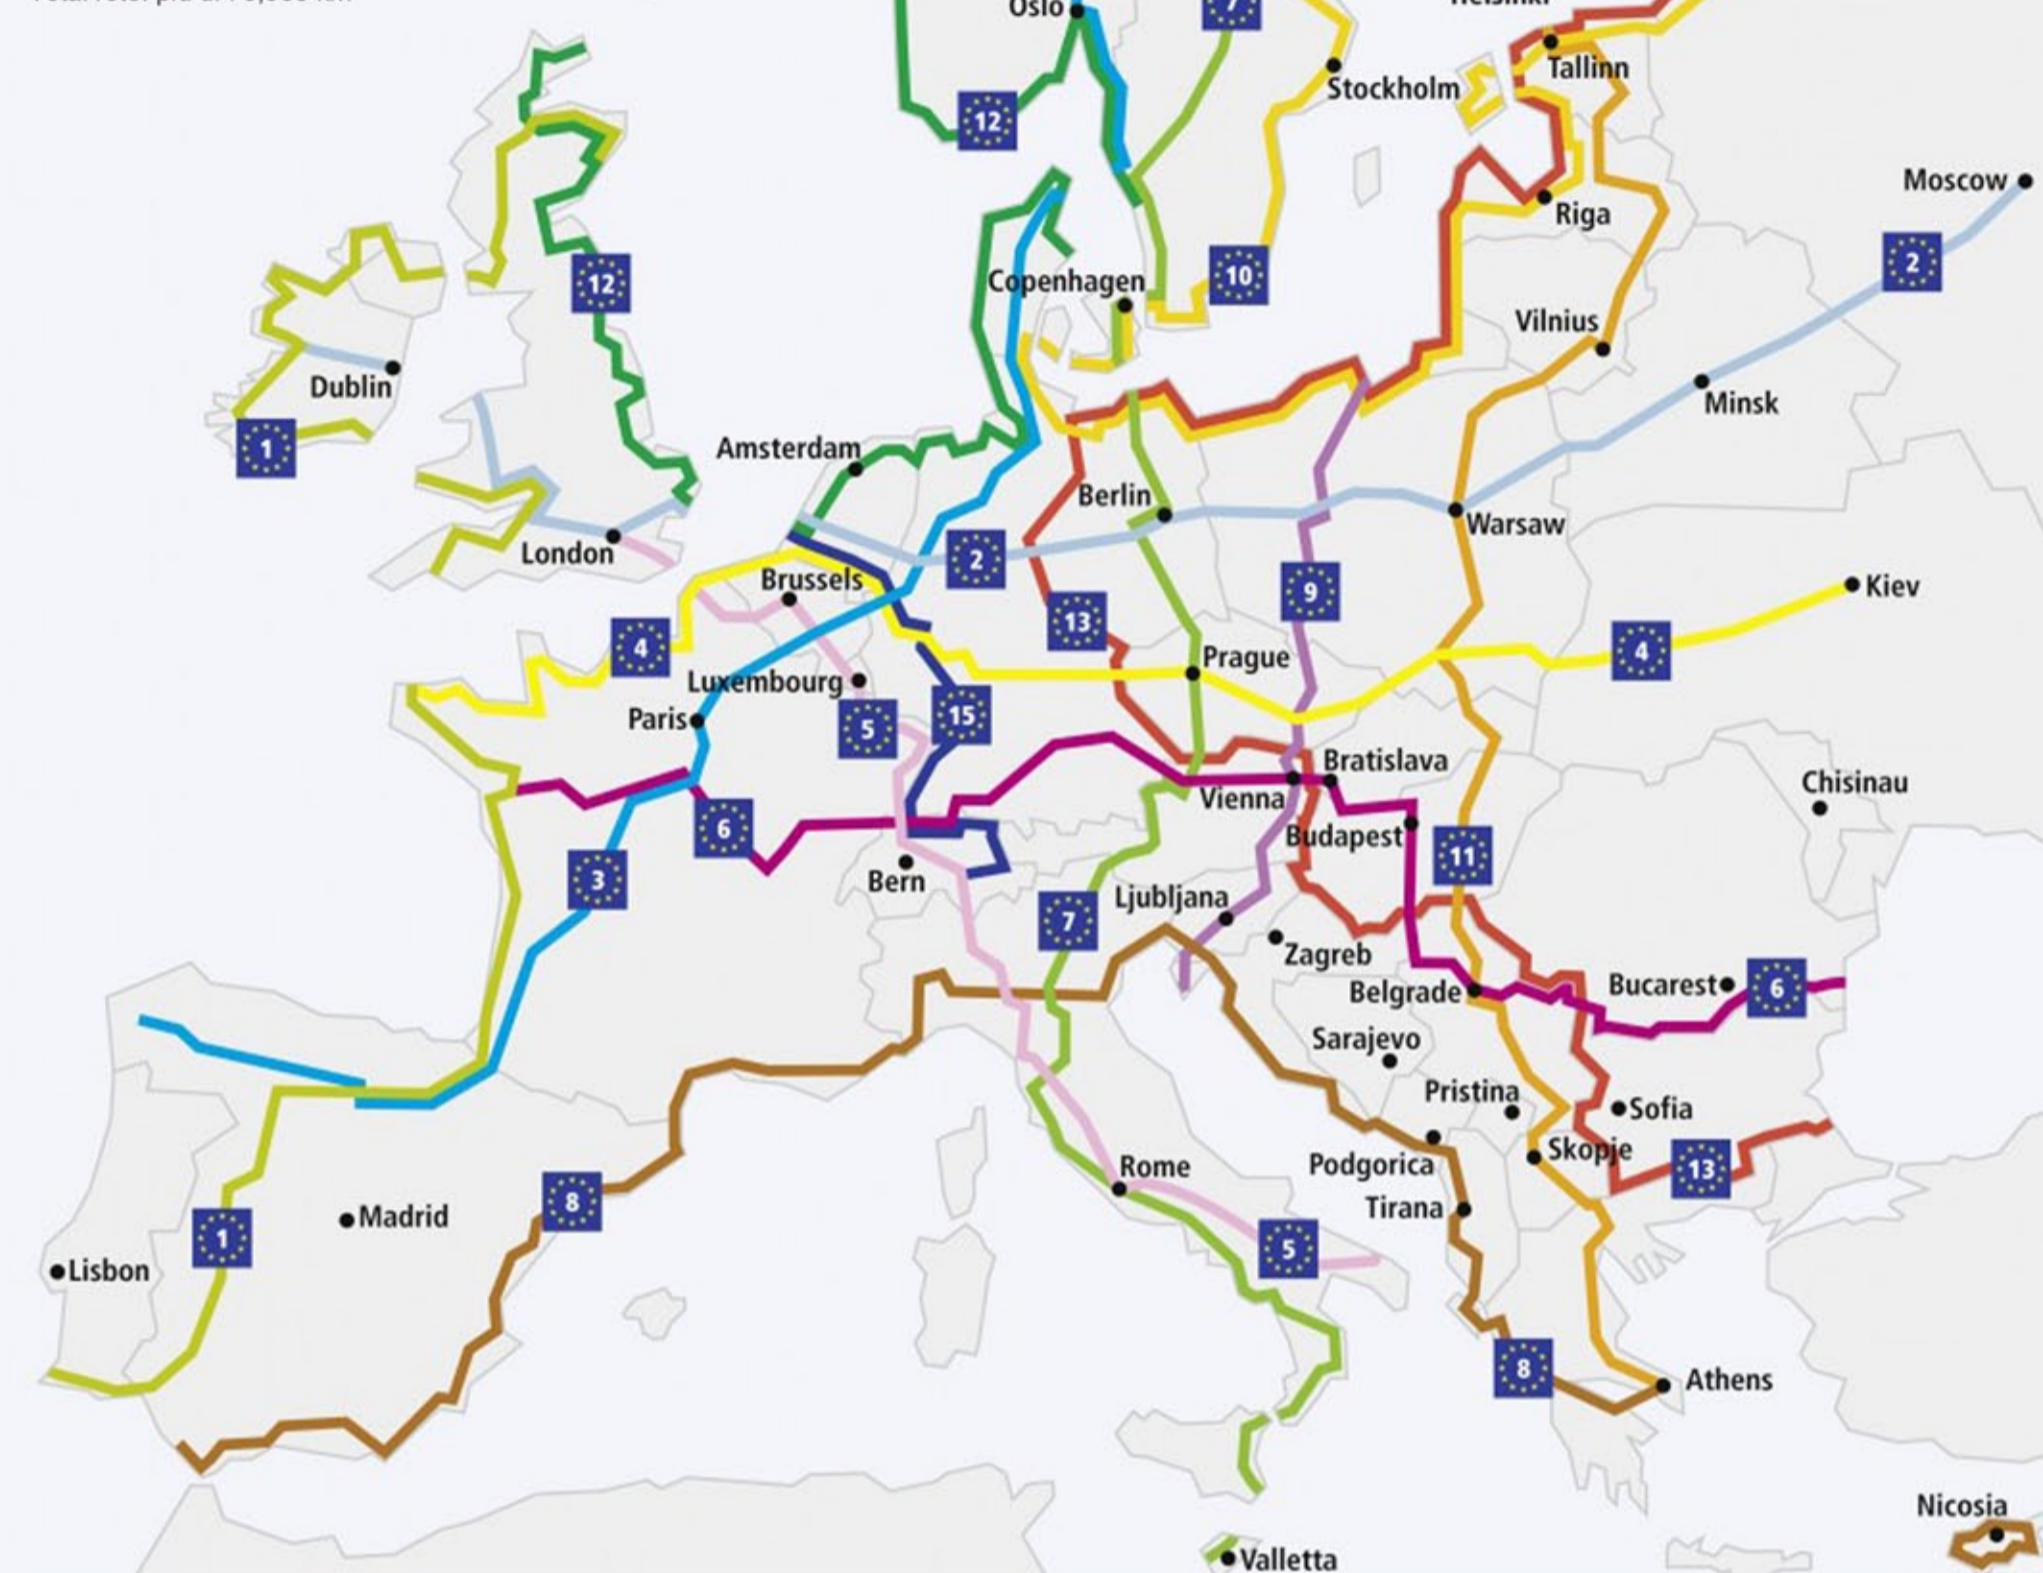 Oslo
7
Helsinki
Tallinn
Stockholm
12
Moscow
Riga
2
12
Copenhagen
10
Vilnius
Dublin
Minsk
1
Amsterdam
Berlin
Warsaw
London
2
Brussels
9
Kiev
13
4
4
Prague
Luxembourg
Paris
5
15
Bratislava
Chisinau
Vienna
6
Budapest
11
3
Bern
Ljubljana
7
Zagreb
Belgrade
Bucarest
6
Sarajevo
Pristina
Sofia
Skopje
Podgorica
13
Rome
8
Tirana
Madrid
1
5
Lisbon
8
Athens
Nicosia
Valletta